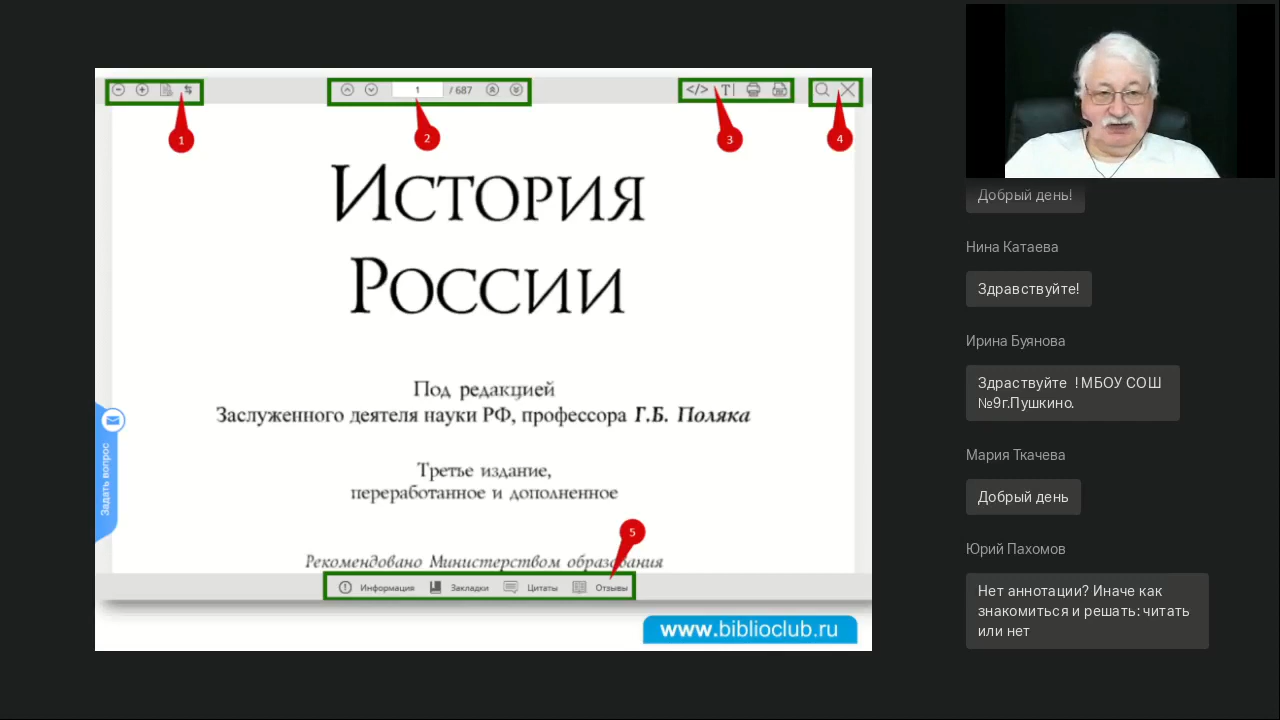 1
/ 687
</>
T
1
2
3
4
История
России
Под редакцией
Заслуженного деятеля науки РФ, профессора Г.Б. Поляка
Третье издание,
переработанное и дополненное
5
Рекомендовано Министерством образования
Информация Закладки Цитаты Отзывы
Задать вопрос
www.biblioclub.ru
Добрый день!
Нина Катаева
Здравствуйте!
Ирина Буянова
Здраствуйте ! МБОУ СОШ
№9г.Пушкино.
Мария Ткачева
Добрый день
Юрий Пахомов
Нет аннотации? Иначе как
знакомиться и решать: читать
или нет